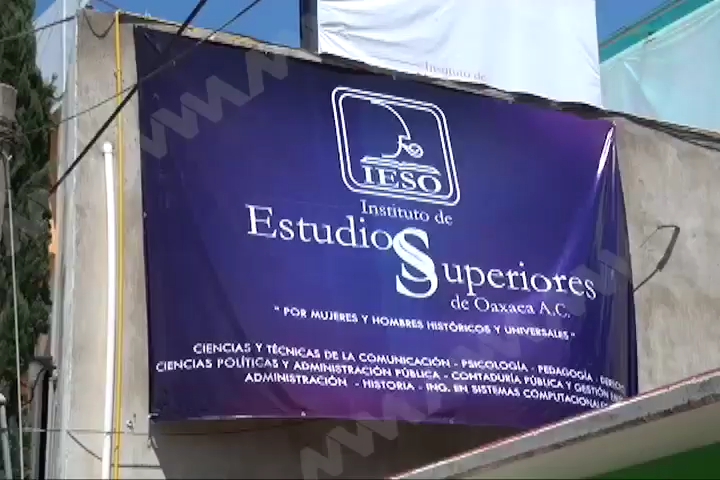 Instituto de
IESO
Instituto de
Estudios Superiores
de Oaxaca A.C.
" POR MUJERES Y HOMBRES HISTÓRICOS Y UNIVERSALES "
CIENCIAS Y TÉCNICAS DE LA COMUNICACIÓN - PSICOLOGÍA - PEDAGOGÍA -
CIENCIAS POLÍTICAS Y ADMINISTRACIÓN PÚBLICA - CONTADURÍA PÚBLICA Y GESTIÓN
ADMINISTRACIÓN - HISTORIA - ING. EN SISTEMAS COMPUTACIONALES